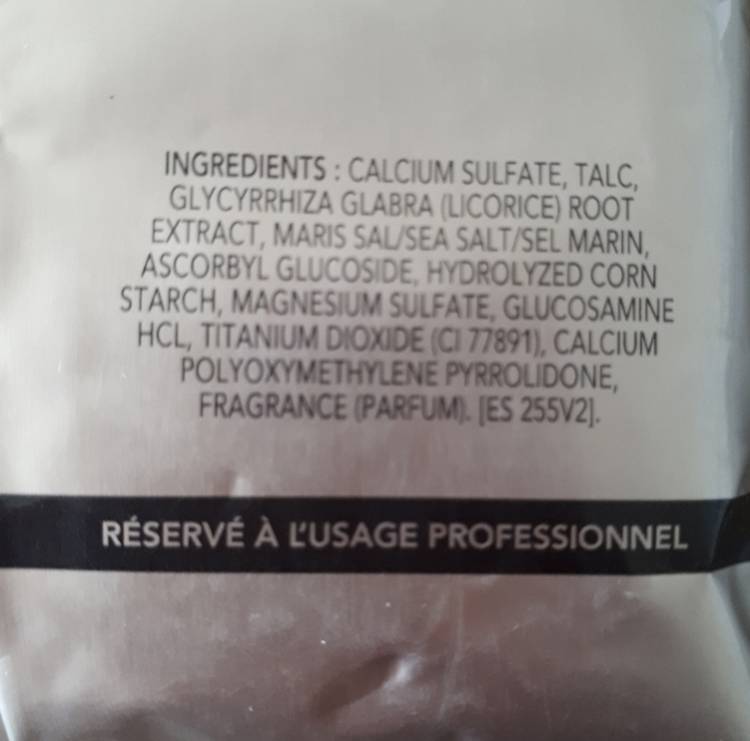 INGREDIENTS : CALCIUM SULFATE, TALC,
GLYCYRRHIZA GLABRA (LICORICE) ROOT
EXTRACT, MARIS SAL/SEA SALT/SEL MARIN,
ASCORBYL GLUCOSIDE, HYDROLYZED CORN
STARCH, MAGNESIUM SULFATE, GLUCOSAMINE
HCL, TITANIUM DIOXIDE (CI 77891), CALCIUM
POLYOXYMETHYLENE PYRROLIDONE,
FRAGRANCE (PARFUM). [ES 255V2].
RÉSERVÉ À L'USAGE PROFESSIONNEL